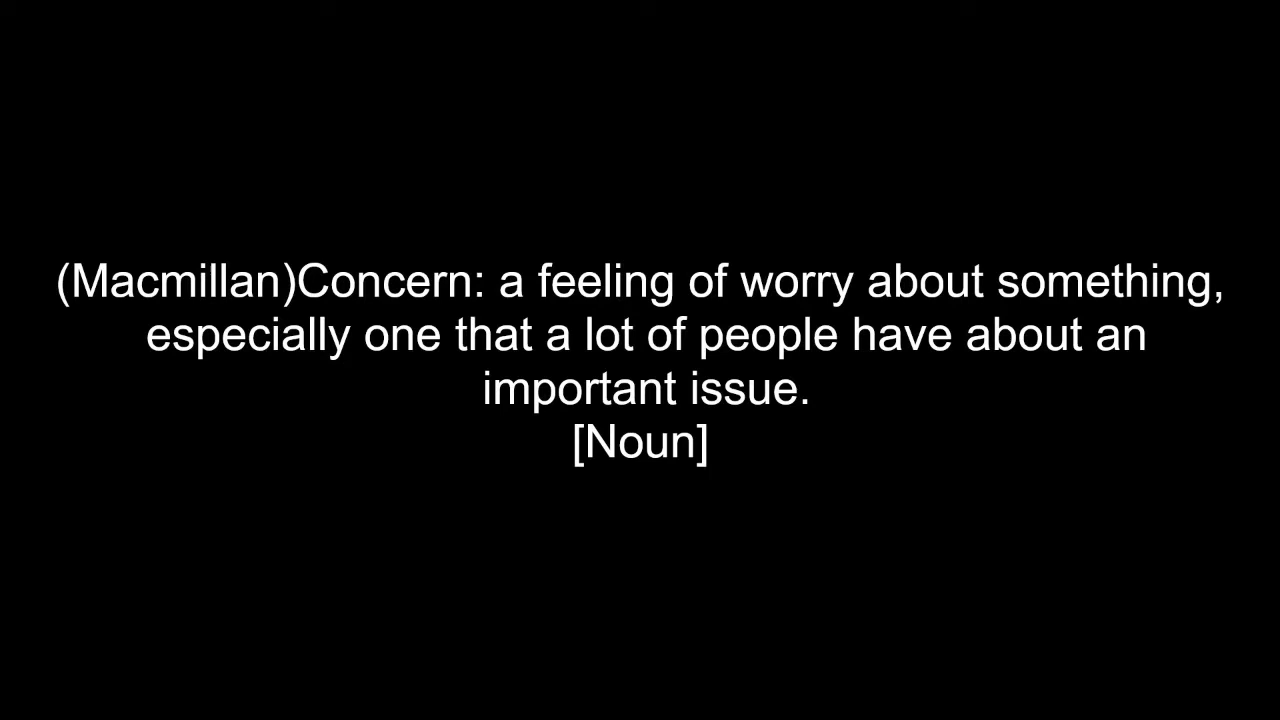 (Macmillan)Concern: a feeling of worry about something,
especially one that a lot of people have about an
important issue.
[Noun]